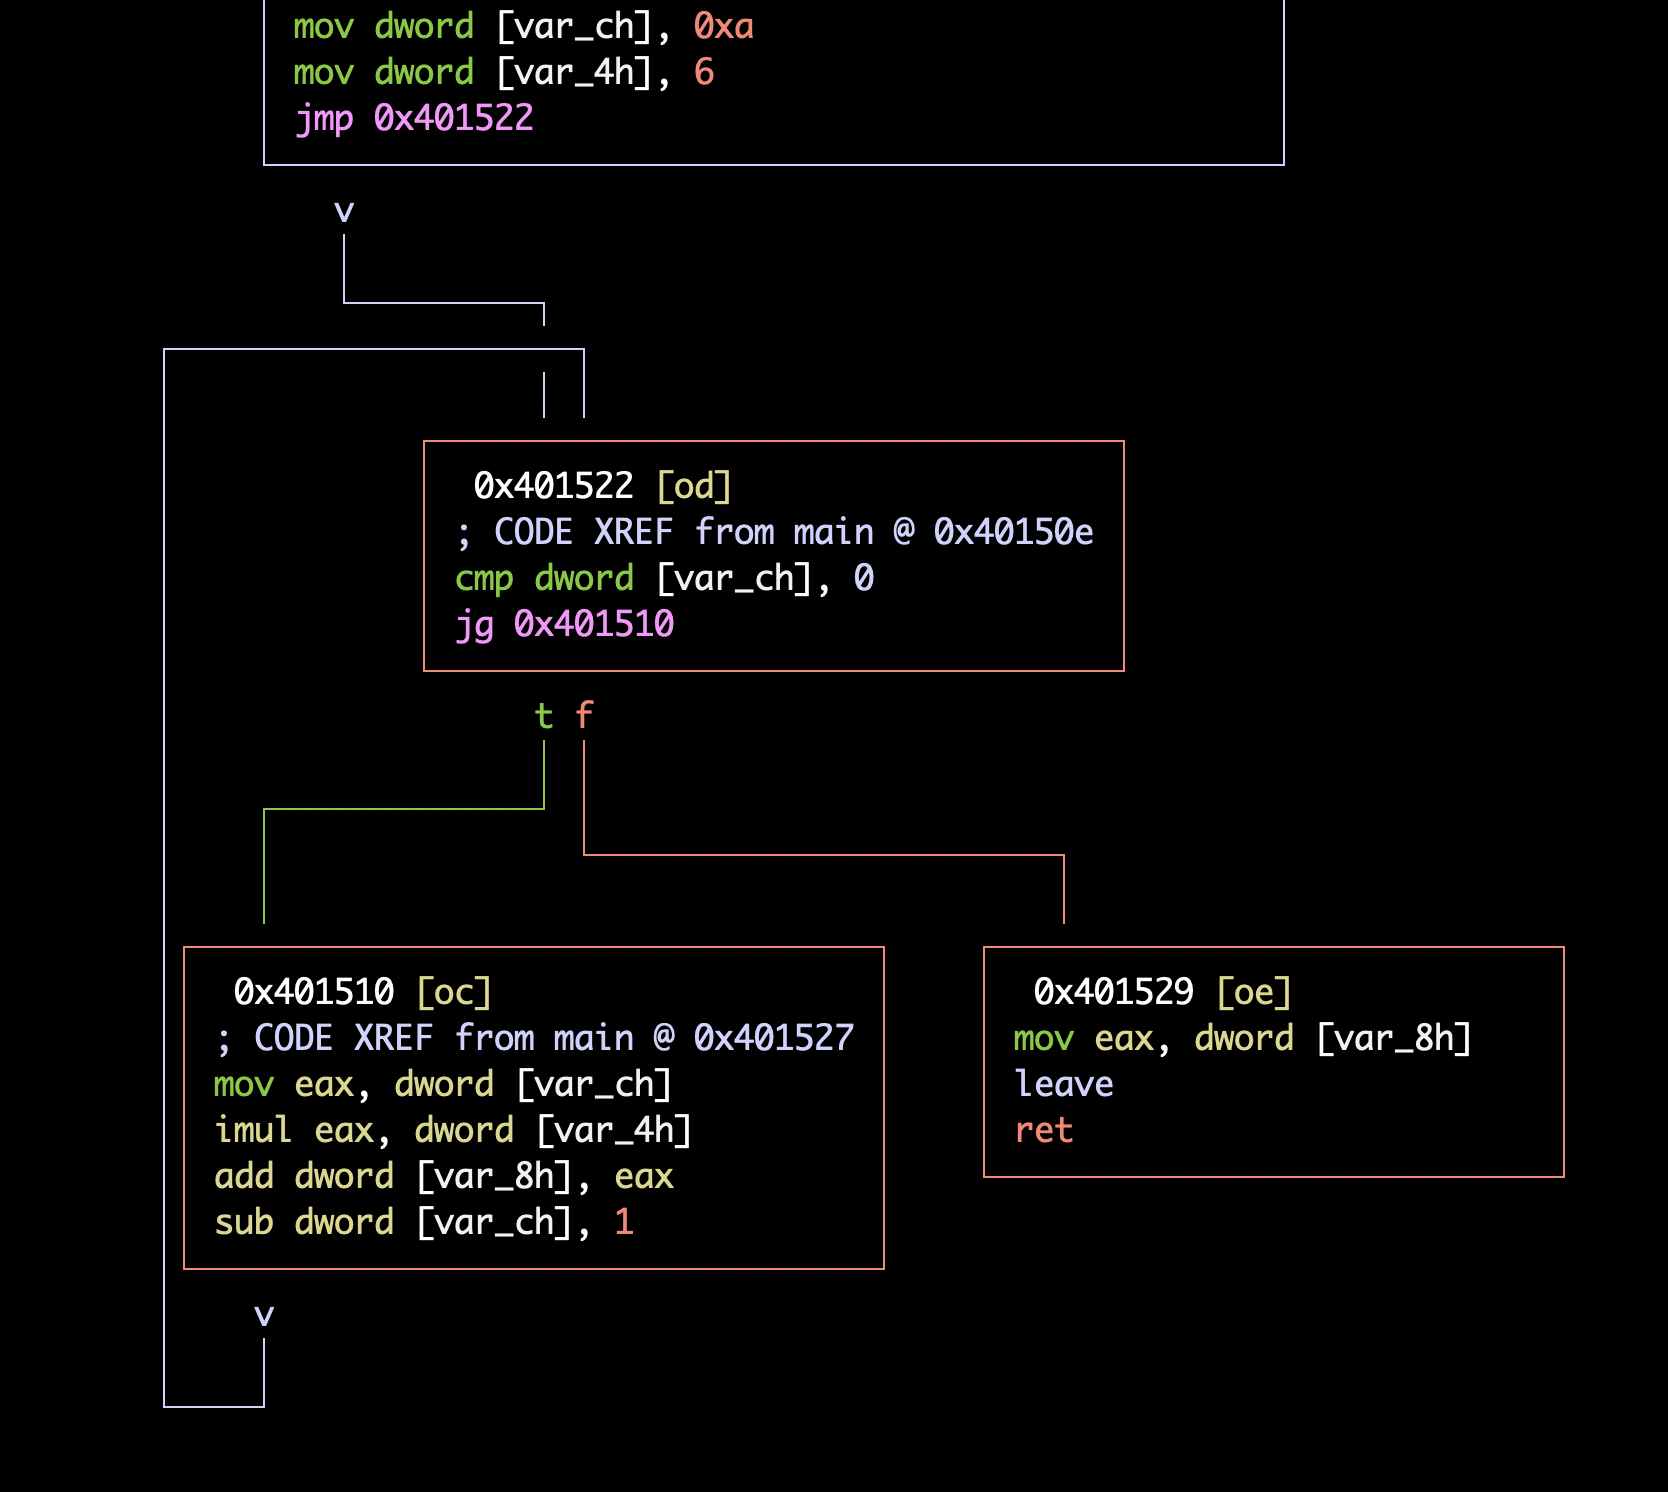 mov dword [var_ch], 0xa
mov dword [var_4h], 6
jmp 0x401522
v
0x401522 [od]
; CODE XREF from main @ 0x40150e
cmp dword [var_ch], 0
jg 0x401510
t f
0x401510 [oc]
; CODE XREF from main @ 0x401527
mov eax, dword [var_ch]
imul eax, dword [var_4h]
add dword [var_8h], eax
sub dword [var_ch], 1
v
0x401529 [oe]
mov eax, dword [var_8h]
leave
ret